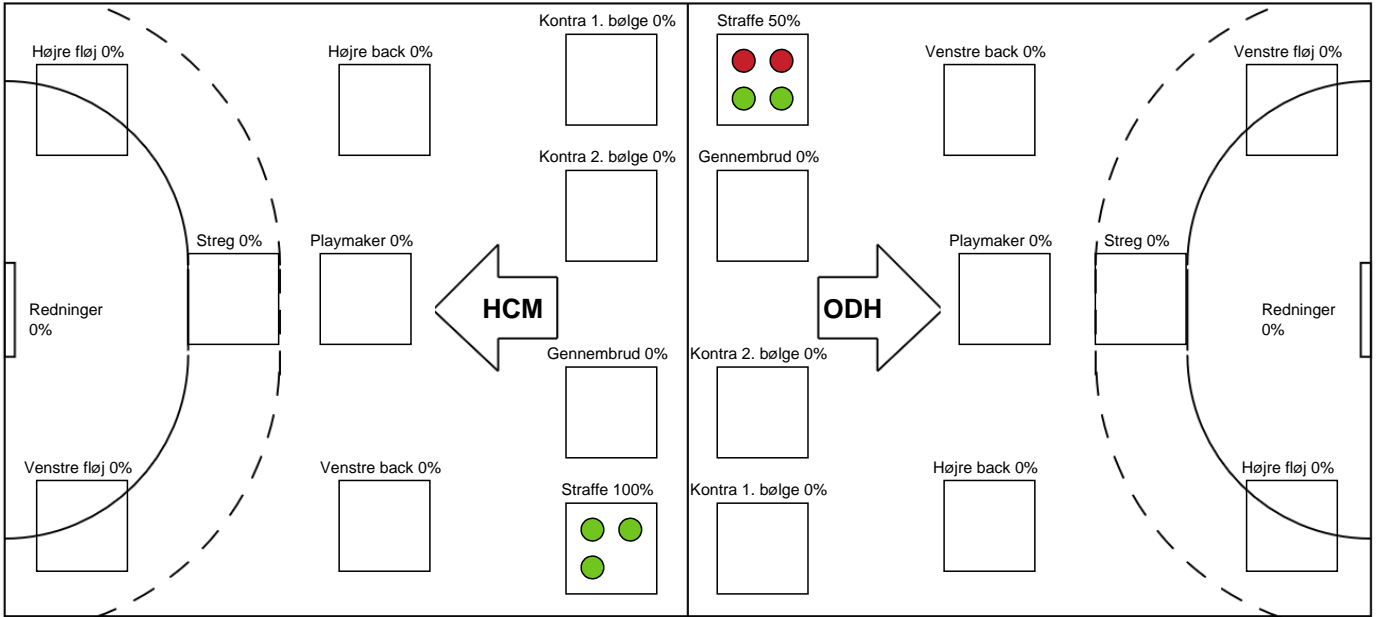 Kontra 1. bølge 0%
Straffe 50%
Højre fløj 0%
Højre back 0%
Venstre back 0%
Venstre fløj 0%
Kontra 2. bølge 0%
Gennembrud 0%
Streg 0%
Playmaker 0%
Playmaker 0%
Streg 0%
Redninger
0%
HCM
ODH
Redninger
0%
Gennembrud 0%
Kontra 2. bølge 0%
Venstre fløj 0%
Venstre back 0%
Højre back 0%
Højre fløj 0%
Straffe 100%
Kontra 1. bølge 0%